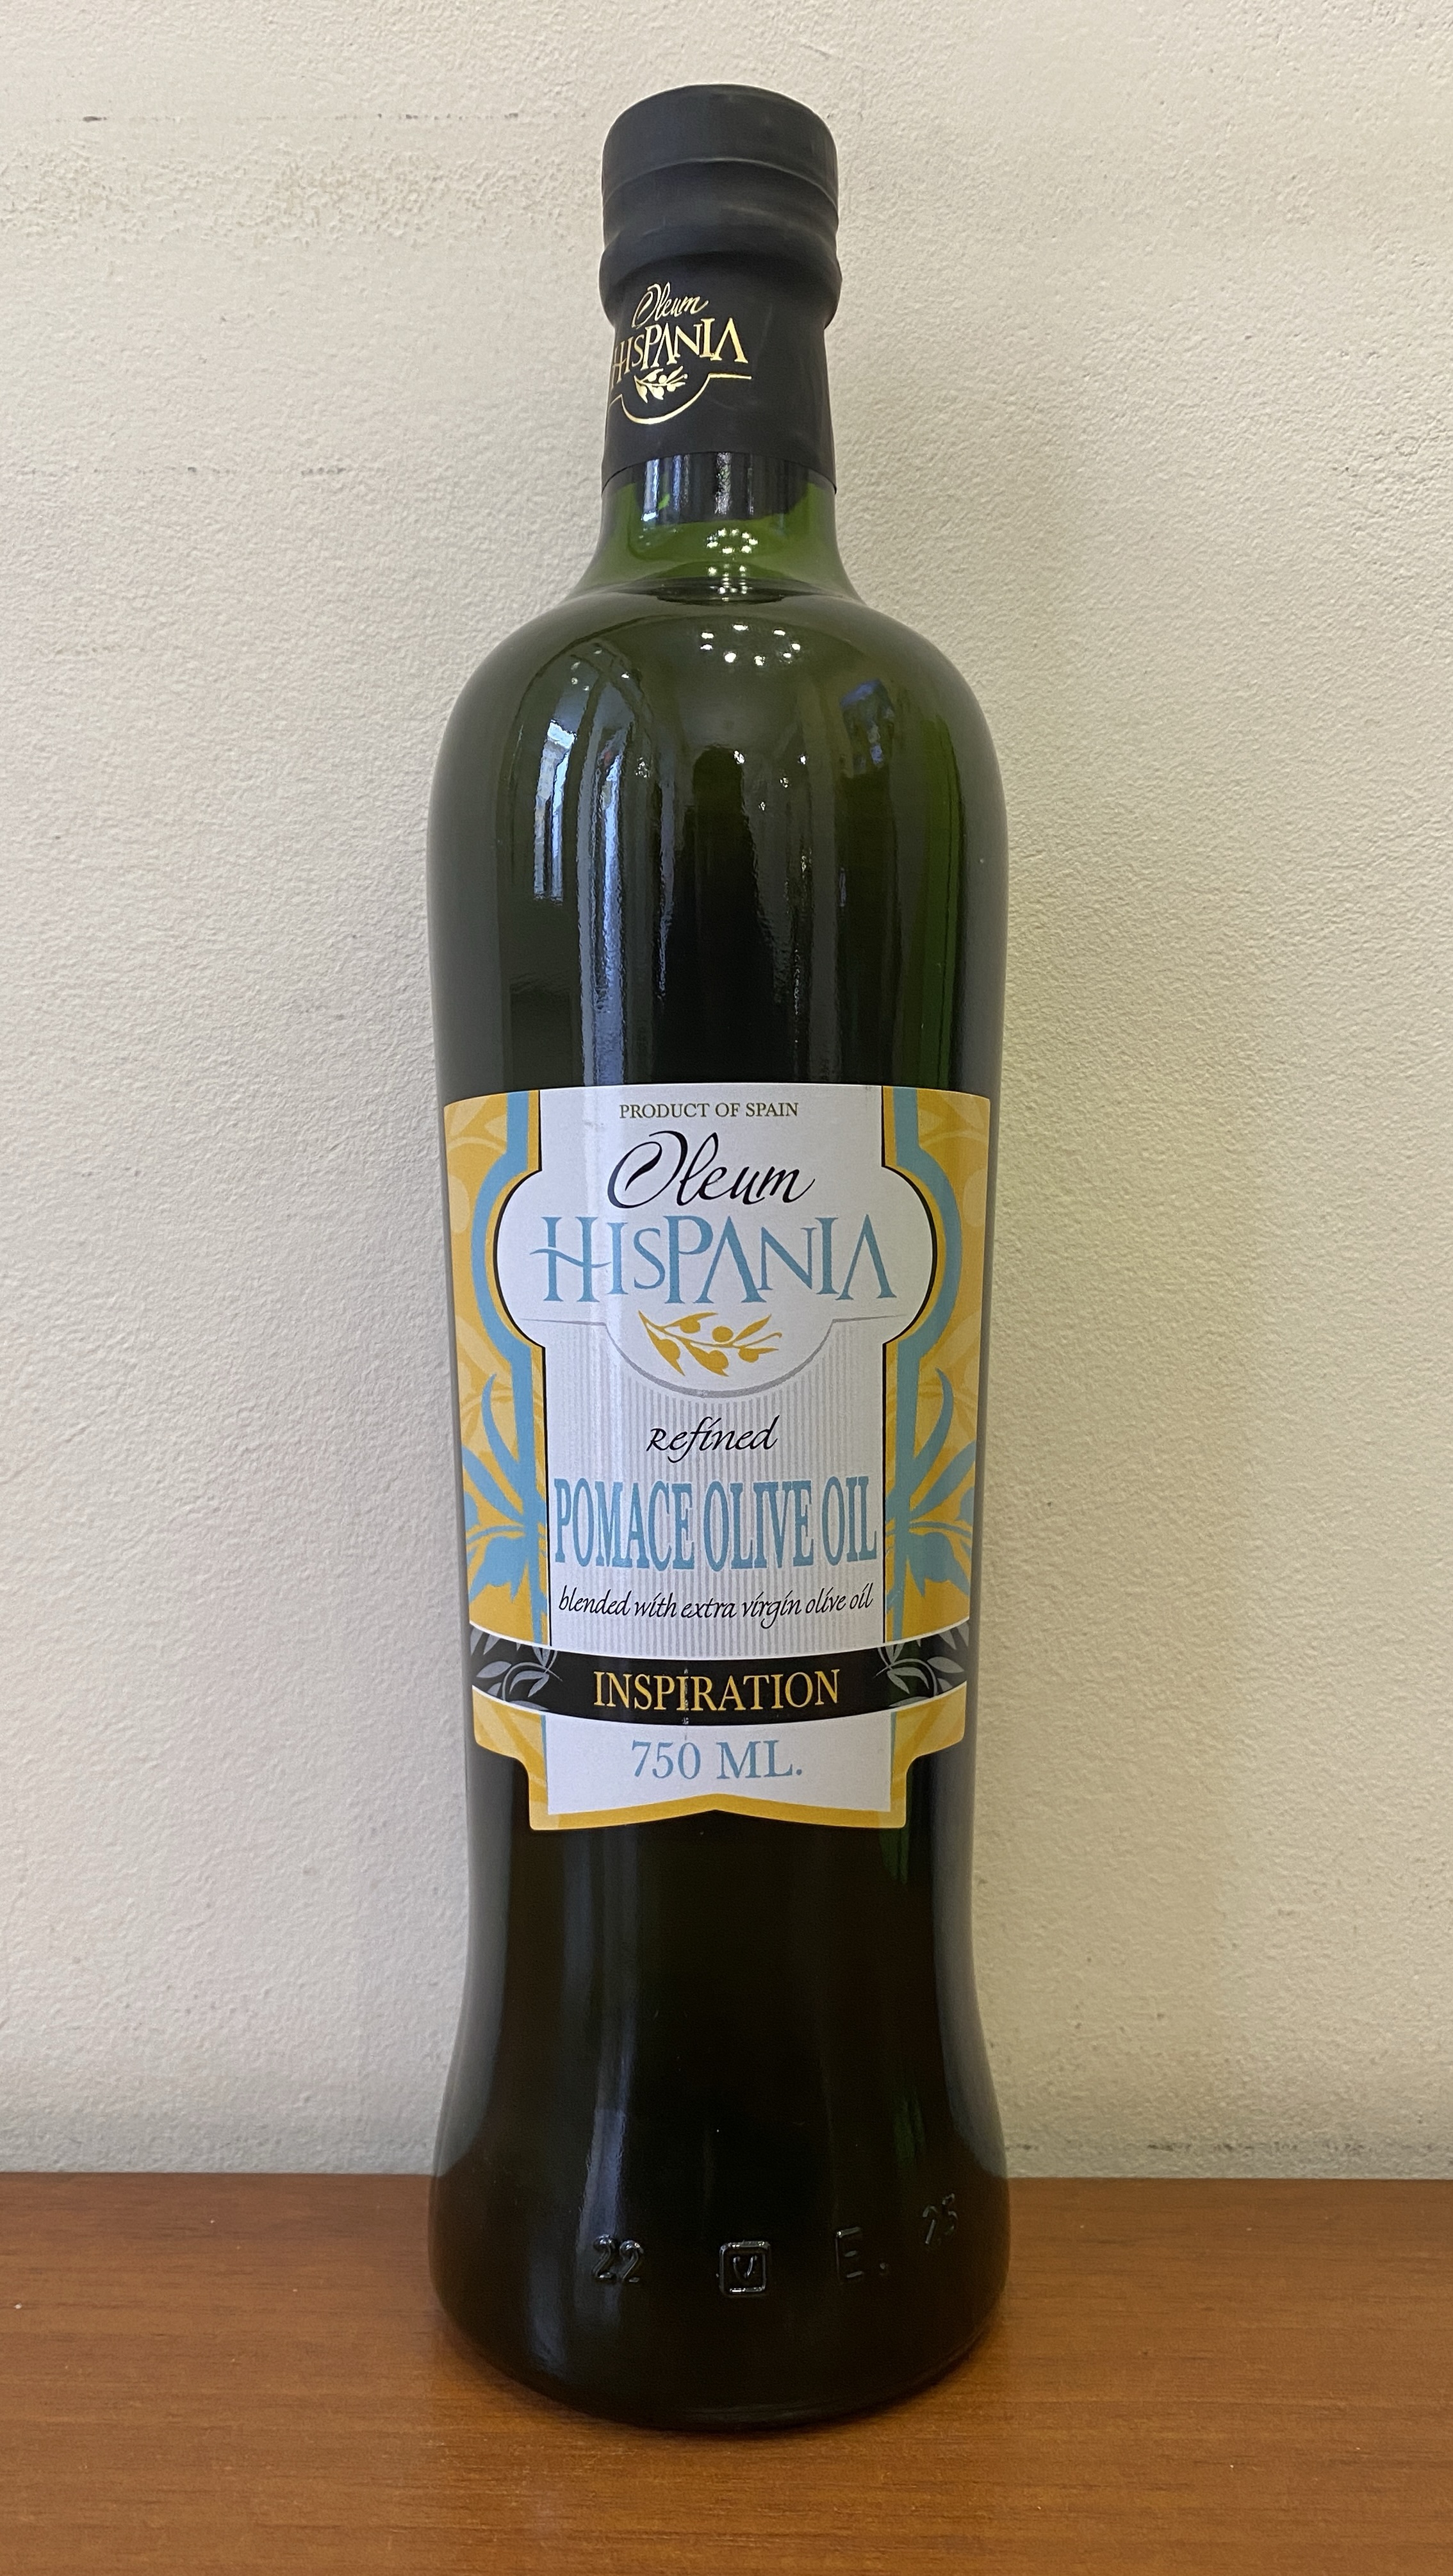 Oleum
HISPANIA
PRODUCT OF SPAIN
Oleum
HISPANIA
Refined
POMACE OLIVE OIL
blended with extra virgin olive oil
INSPIRATION
750 ML.
22 V E. 25